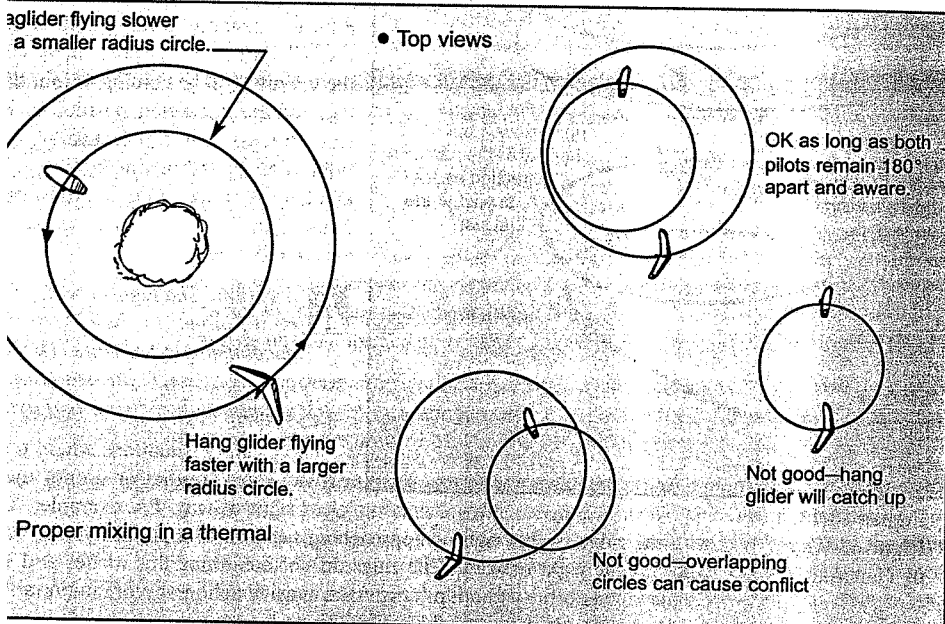 aglider flying slower
a smaller radius circle.
• Top views
OK as long as both
pilots remain 180°
apart and aware.
Hang glider flying
faster with a larger
radius circle.
Not good—hang
glider will catch up
Proper mixing in a thermal
Not good—overlapping
circles can cause conflict